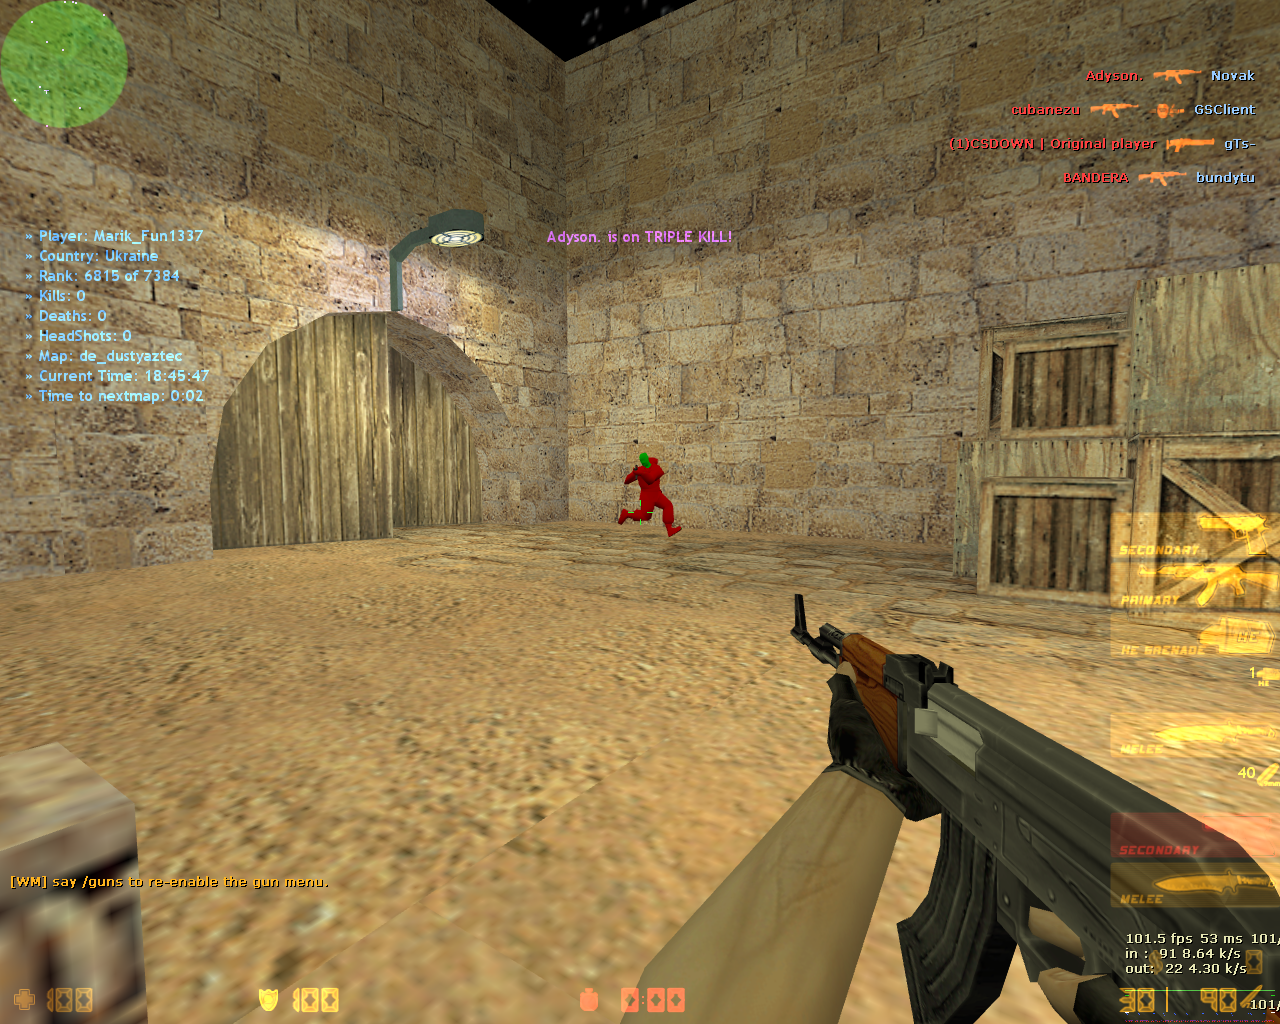 Adyson. Novak
cubanezu GSClient
(1)CSDOWN | Original player gTs-
BANDERA bundytu
» Player: Marik_Fun1337
» Country: Ukraine
» Rank: 6815 of 7384
» Kills: 0
» Deaths: 0
» HeadShots: 0
» Map: de_dustyaztec
» Current Time: 18:45:47
» Time to nextmap: 0:02
Adyson. is on TRIPLE KILL!
SECONDARY
PRIMARY
HE GRENADE
1
MELEE
40
SECONDARY
MELEE
[WM] say /guns to re-enable the gun menu.
101.5 fps 53 ms 101/
in : 91 8.64 k/s
out: 22 4.30 k/s
101/